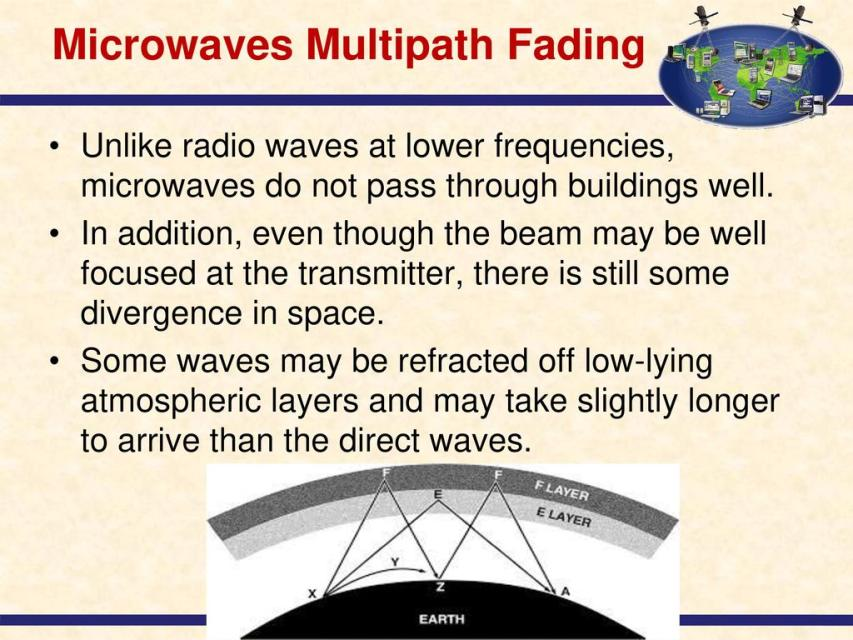 Microwaves Multipath Fading
• Unlike radio waves at lower frequencies,
microwaves do not pass through buildings well.
• In addition, even though the beam may be well
focused at the transmitter, there is still some
divergence in space.
• Some waves may be refracted off low-lying
atmospheric layers and may take slightly longer
to arrive than the direct waves.
F F F LAYER
E E LAYER
Y
X Z A
EARTH